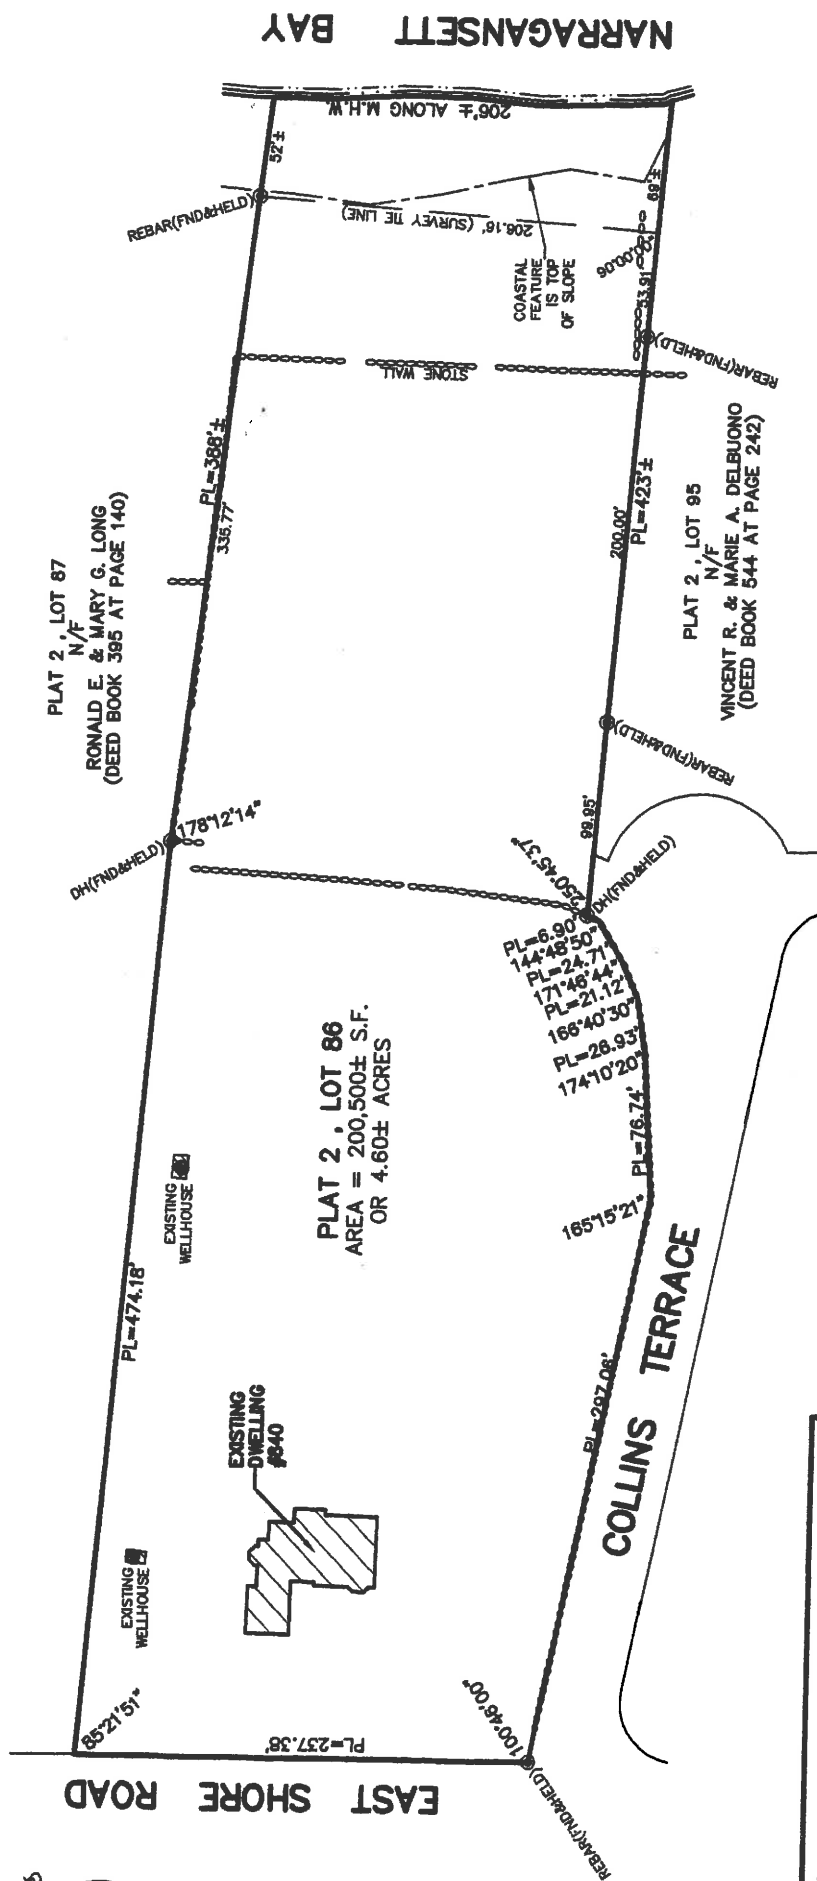 NARRAGANSETT BAY
206'± ALONG M.H.W.
52'±
REBAR(FND&HELD)
206.16' (SURVEY TIE LINE)
69'±
COASTAL
FEATURE
IS TOP
OF SLOPE
90°00'00"
53.91'
REBAR(FND&HELD)
STONE WALL
PL=388'±
335.77'
PLAT 2 , LOT 87
N/F
RONALD E. & MARY G. LONG
(DEED BOOK 395 AT PAGE 140)
200.00'
PL=423'±
PLAT 2 , LOT 95
N/F
VINCENT R. & MARIE A. DELBUONO
(DEED BOOK 544 AT PAGE 242)
REBAR(FND&HELD)
99.95'
DH(FND&HELD)
178°12'14"
250°45'37"
DH(FND&HELD)
PL=6.90'
144°48'50"
PL=24.71'
171°46'44"
PL=21.12'
166°40'30"
PL=26.93'
174°10'20"
PL=76.74'
165°15'21"
PLAT 2 , LOT 86
AREA = 200,500± S.F.
OR 4.60± ACRES
EXISTING
WELLHOUSE
PL=474.18'
EXISTING
DWELLING
#840
PL=297.06'
COLLINS TERRACE
EXISTING
WELLHOUSE
85°21'51"
PL=237.38'
100°46'00"
REBAR(FND&HELD)
EAST SHORE ROAD